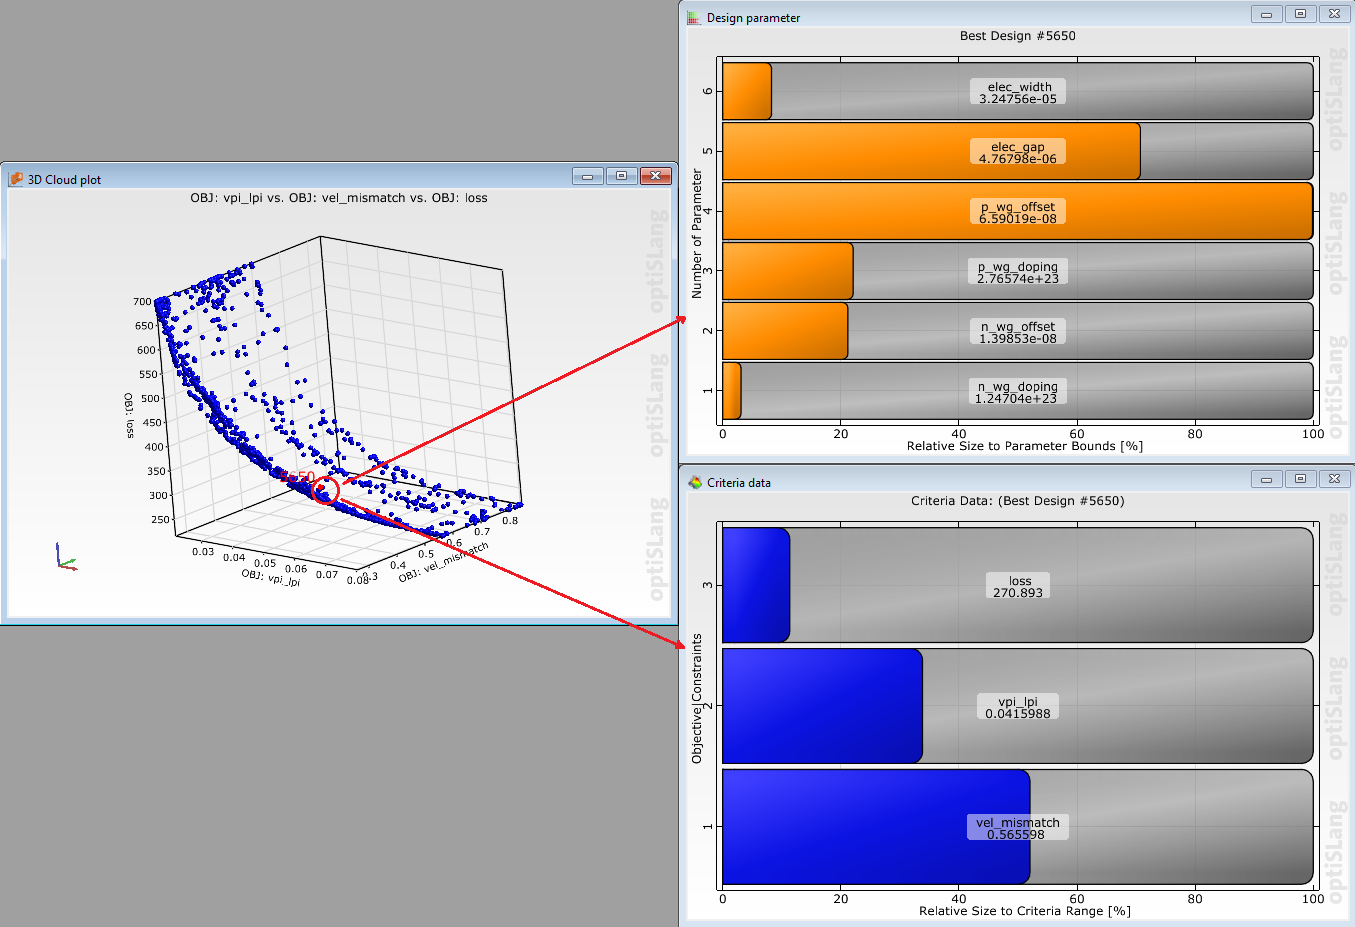 3D Cloud plot
OBJ: vpi_lpi vs. OBJ: vel_mismatch vs. OBJ: loss
700
650
600
550
500
450
400
350
300
250
OBJ: loss
5650
0.03
0.04
0.05
0.06
0.07
0.08
OBJ: vpi_lpi
0.3
0.4
0.5
0.6
0.7
0.8
OBJ: vel_mismatch
optiSLang
optiSLang
optiSLang
Design parameter
Best Design #5650
Number of Parameter
6
elec_width
3.24756e-05
5
elec_gap
4.76798e-06
4
p_wg_offset
6.59019e-08
3
p_wg_doping
2.76574e+23
2
n_wg_offset
1.39853e-08
1
n_wg_doping
1.24704e+23
0 20 40 60 80 100
Relative Size to Parameter Bounds [%]
optiSLang
optiSLang
optiSLang
Criteria data
Criteria Data: (Best Design #5650)
Objective|Constraints
3
loss
270.893
2
vpi_lpi
0.0415988
1
vel_mismatch
0.565598
0 20 40 60 80 100
Relative Size to Criteria Range [%]
optiSLang
optiSLang
optiSLang